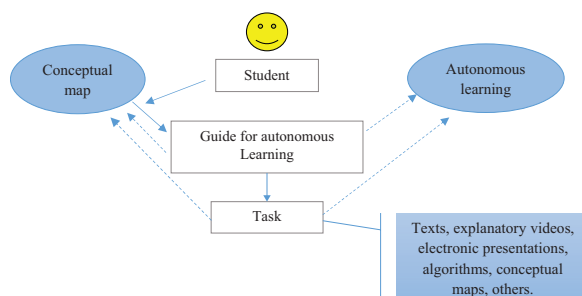 Conceptual
map
Student
Autonomous
learning
Guide for autonomous
Learning
Task
Texts, explanatory videos,
electronic presentations,
algorithms, conceptual
maps, others.